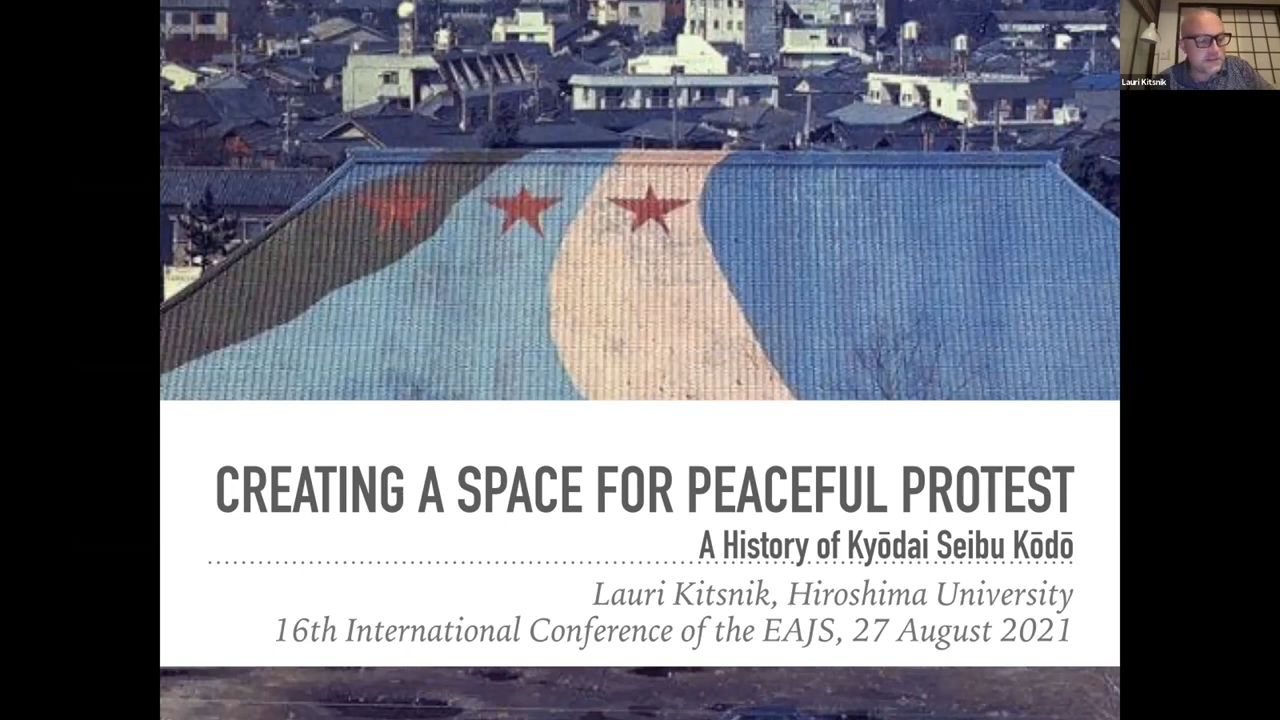 Lauri Kitsnik
CREATING A SPACE FOR PEACEFUL PROTEST
A History of Kyōdai Seibu Kōdō
Lauri Kitsnik, Hiroshima University
16th International Conference of the EAJS, 27 August 2021